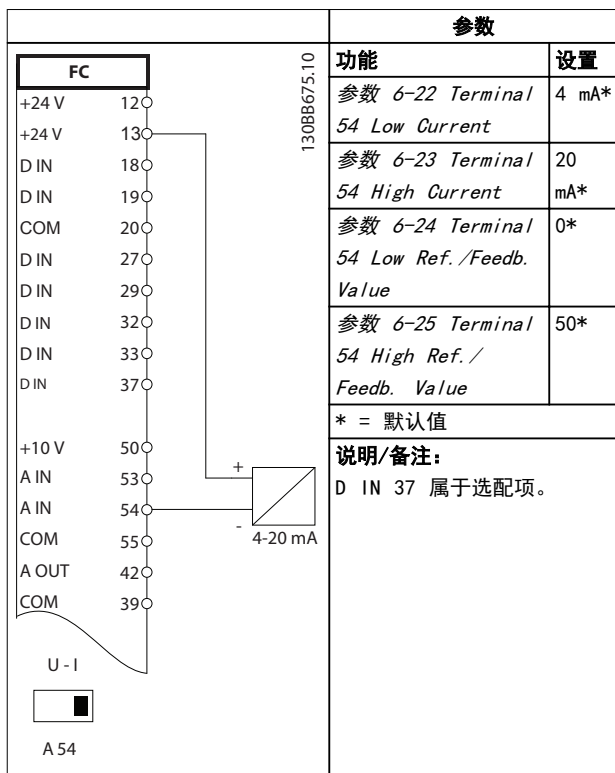 FC
130BB675.10
+24 V 12
+24 V 13
D IN 18
D IN 19
COM 20
D IN 27
D IN 29
D IN 32
D IN 33
D IN 37
+10 V 50
A IN 53
A IN 54
COM 55
A OUT 42
COM 39
+
-
4-20 mA
U - I
A 54
参数
功能 设置
参数 6-22 Terminal 4 mA*
54 Low Current
参数 6-23 Terminal 20
54 High Current mA*
参数 6-24 Terminal 0*
54 Low Ref./Feedb.
Value
参数 6-25 Terminal 50*
54 High Ref./
Feedb. Value
* = 默认值
说明/备注：
D IN 37 属于选配项。